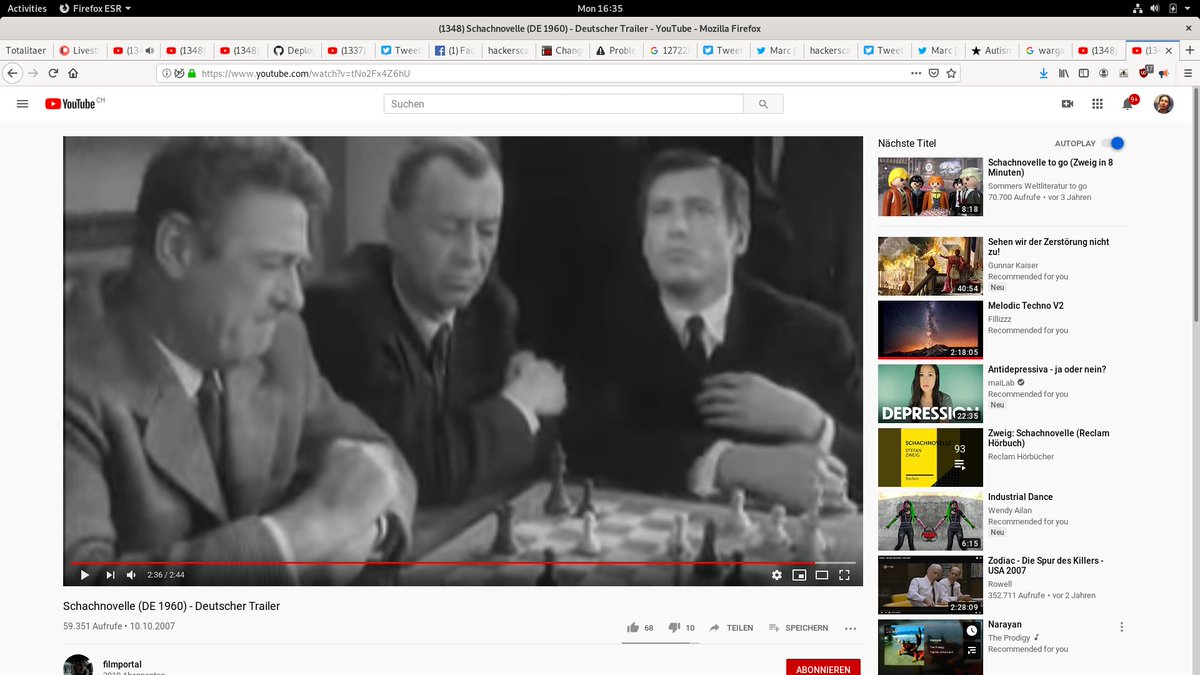 Activities Firefox ESR Mon 16:35
(1348) Schachnovelle (DE 1960) - Deutscher Trailer - YouTube - Mozilla Firefox
Totalitaer Livest (134 (1348) (1348) Deplo (1337) Tweet (1) Fac hackersca Chang Proble 12722 Tweet Marc hackersca Tweet Marc Autism warga (1348) (134
https://www.youtube.com/watch?v=tNo2Fx4Z6hU 17
YouTube CH Suchen 9+
Nächste Titel AUTOPLAY
Schachnovelle to go (Zweig in 8
Minuten)
Sommers Weltliteratur to go
70.700 Aufrufe • vor 3 Jahren
8:18
Sehen wir der Zerstörung nicht
zu!
Gunnar Kaiser
Recommended for you
Neu
40:54
Melodic Techno V2
Fillizzz
Recommended for you
2:18:05
Antidepressiva - ja oder nein?
maiLab
Recommended for you
Neu
DEPRESSION
22:35
Zweig: Schachnovelle (Reclam
Hörbuch)
Reclam Hörbücher
SCHACHNOVELLE
STEFAN
ZWEIG
93
Industrial Dance
Wendy Ailan
Recommended for you
Neu
6:15
Zodiac - Die Spur des Killers -
USA 2007
Rowell
352.711 Aufrufe • vor 2 Jahren
2:28:09
Narayan
The Prodigy
Recommended for you
2:36 / 2:44
Schachnovelle (DE 1960) - Deutscher Trailer
59.351 Aufrufe • 10.10.2007
68 10 TEILEN SPEICHERN
filmportal
ABONNIEREN